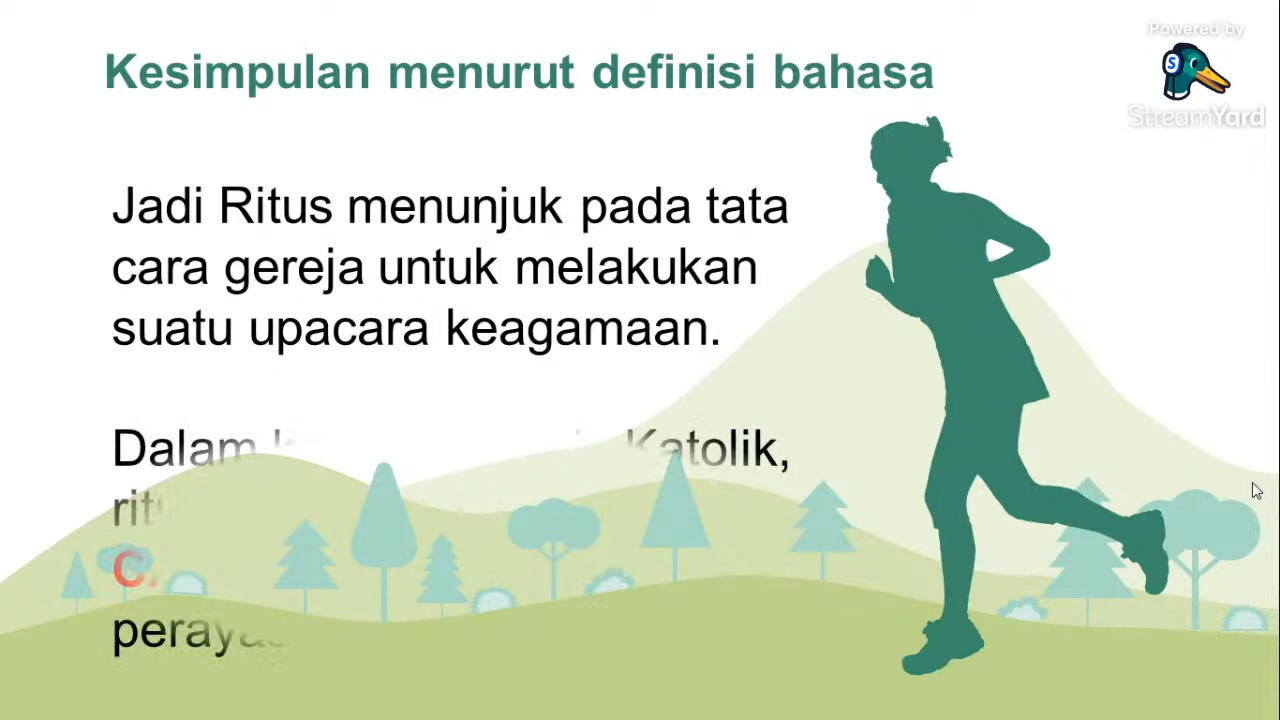 Kesimpulan menurut definisi bahasa
Powered by
StreamYard
Jadi Ritus menunjuk pada tata
cara gereja untuk melakukan
suatu upacara keagamaan.
Dalam Katolik,